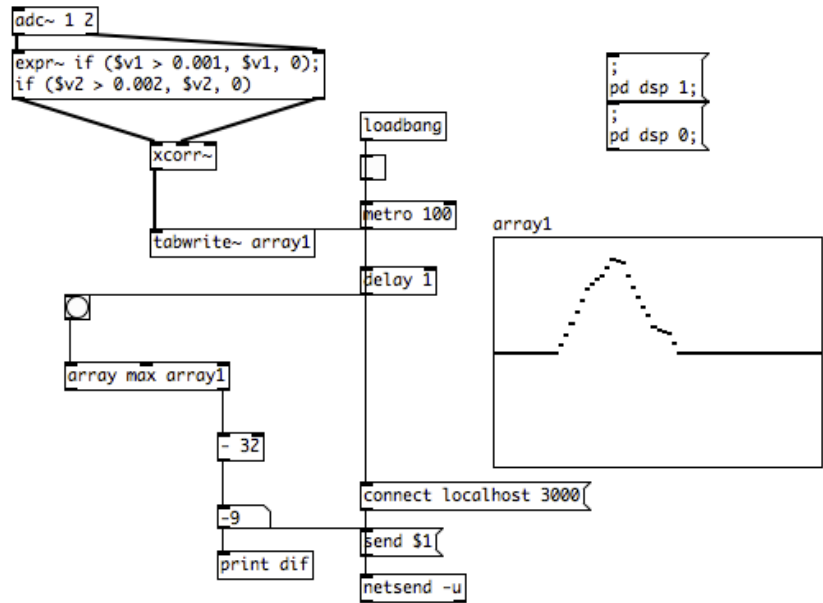 adc~ 1 2
expr~ if ($v1 > 0.001, $v1, 0);
if ($v2 > 0.002, $v2, 0)
;
pd dsp 1;
;
pd dsp 0;
loadbang
xcorr~
metro 100
tabwrite~ array1
array1
delay 1
array max array1
- 32
connect localhost 3000
-9
send $1
print dif
netsend -u